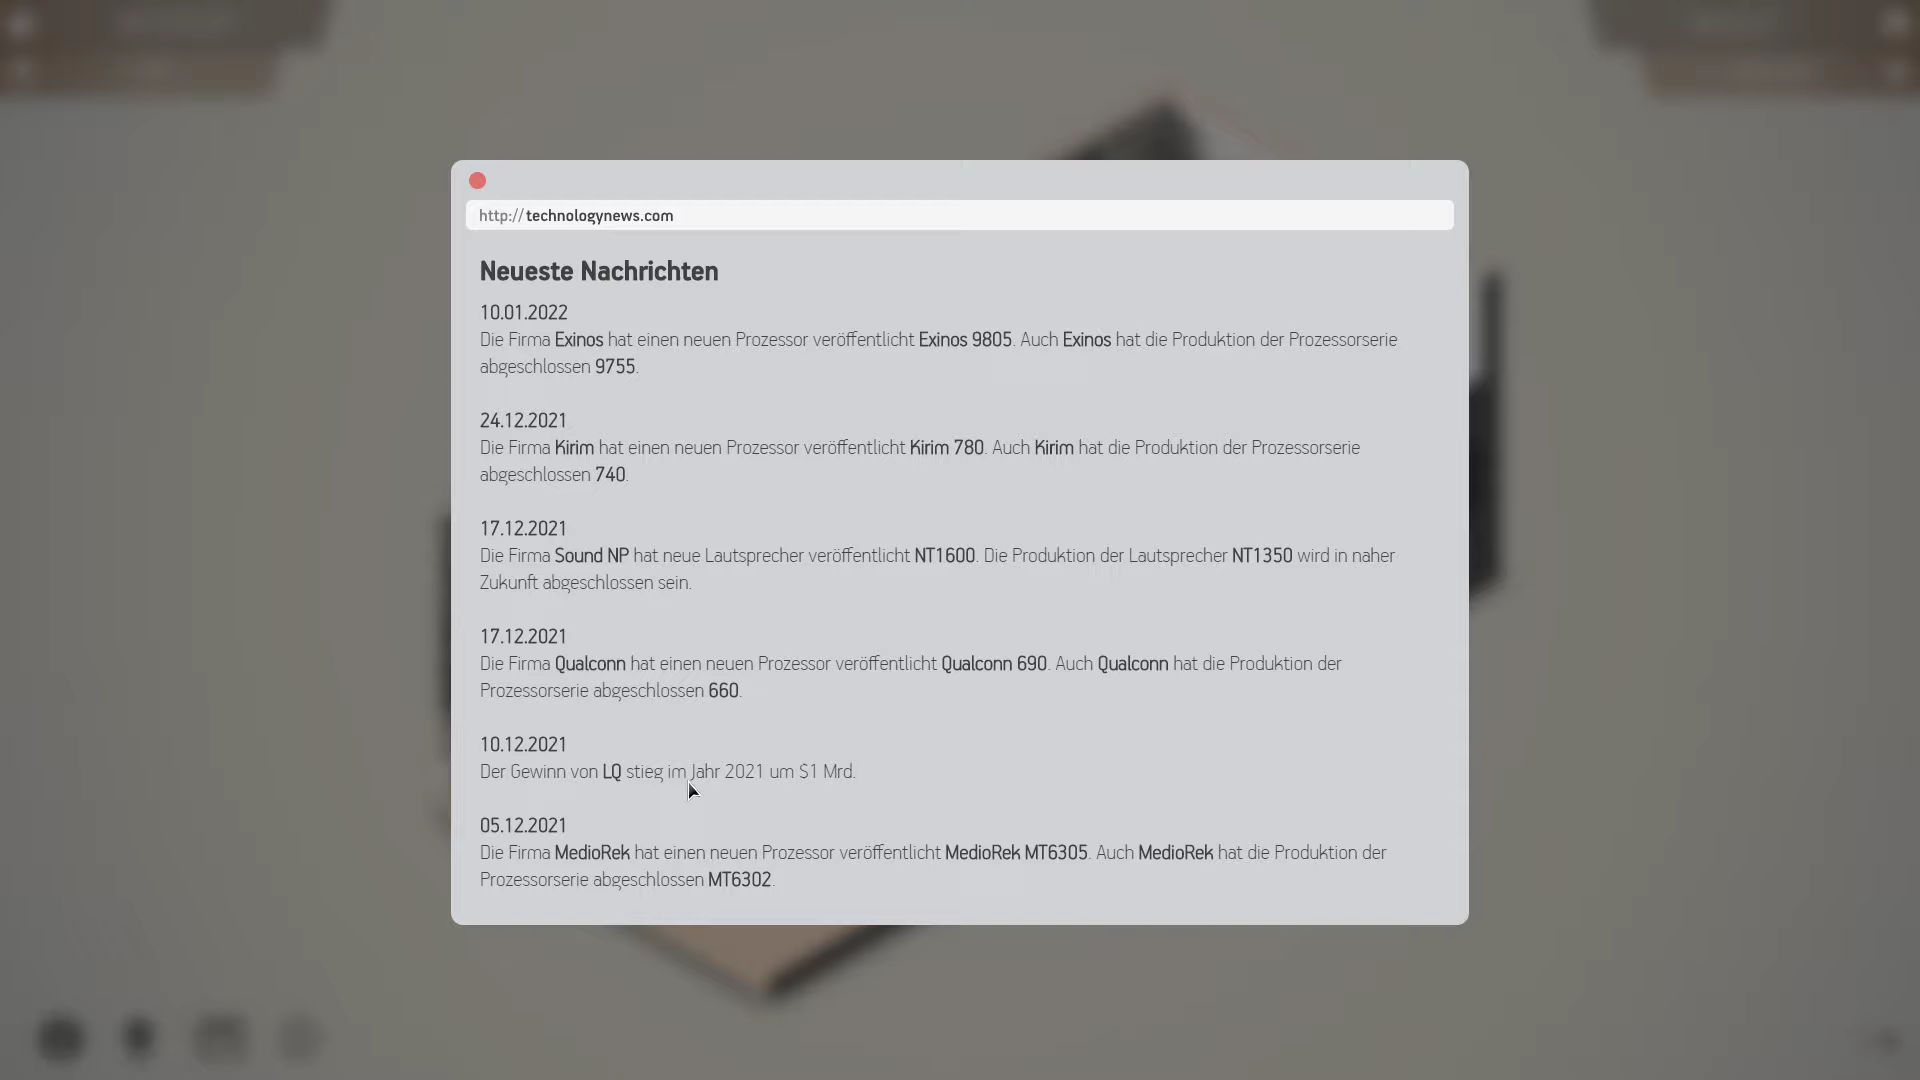 http://technologynews.com
Neueste Nachrichten
10.01.2022
Die Firma Exinos hat einen neuen Prozessor veröffentlicht Exinos 9805. Auch Exinos hat die Produktion der Prozessorserie
abgeschlossen 9755.
24.12.2021
Die Firma Kirim hat einen neuen Prozessor veröffentlicht Kirim 780. Auch Kirim hat die Produktion der Prozessorserie
abgeschlossen 740.
17.12.2021
Die Firma Sound NP hat neue Lautsprecher veröffentlicht NT1600. Die Produktion der Lautsprecher NT1350 wird in naher
Zukunft abgeschlossen sein.
17.12.2021
Die Firma Qualconn hat einen neuen Prozessor veröffentlicht Qualconn 690. Auch Qualconn hat die Produktion der
Prozessorserie abgeschlossen 660.
10.12.2021
Der Gewinn von LQ stieg im Jahr 2021 um $1 Mrd.
05.12.2021
Die Firma MedioRek hat einen neuen Prozessor veröffentlicht MedioRek MT6305. Auch MedioRek hat die Produktion der
Prozessorserie abgeschlossen MT6302.